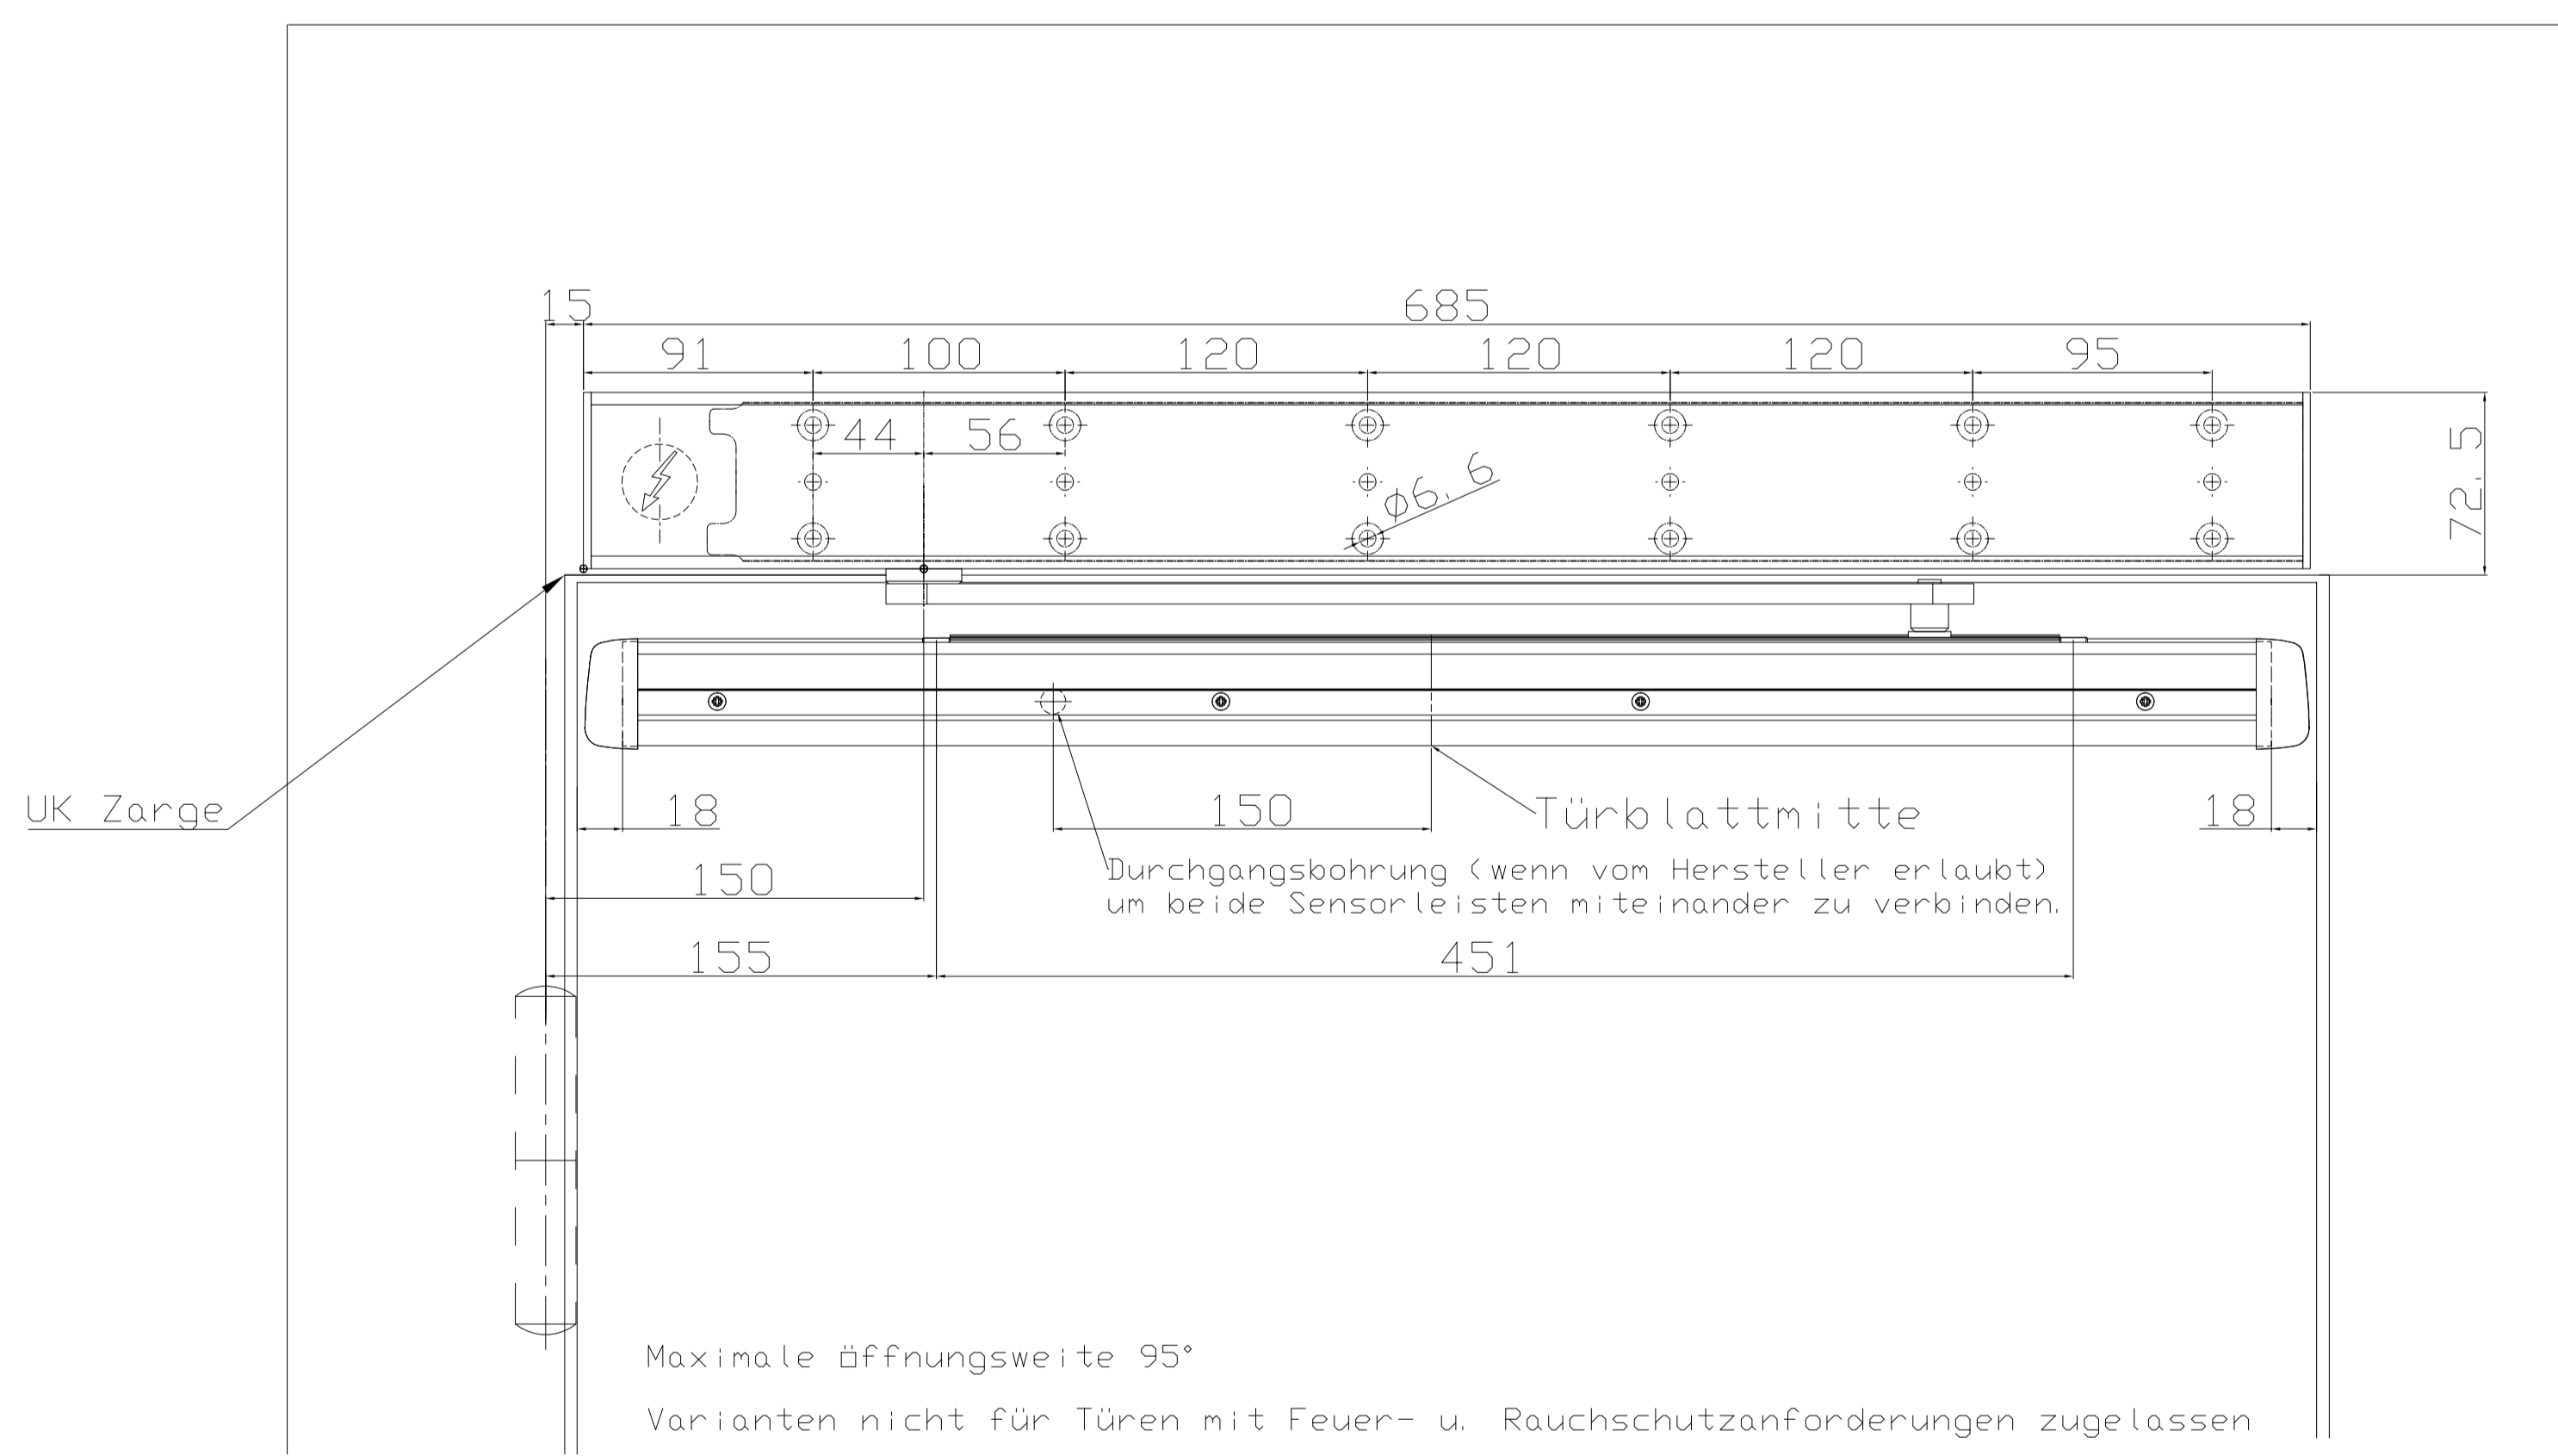 15
685
91
100
120
120
120
95
44
56
ø6,6
72,5
UK Zarge
18
150
Türblattmitte
18
150
Durchgangsbohrung (wenn vom Hersteller erlaubt)
um beide Sensorleisten miteinander zu verbinden.
155
451
Maximale Öffnungsweite 95°
Varianten nicht für Türen mit Feuer- u. Rauchschutzanforderungen zugelassen